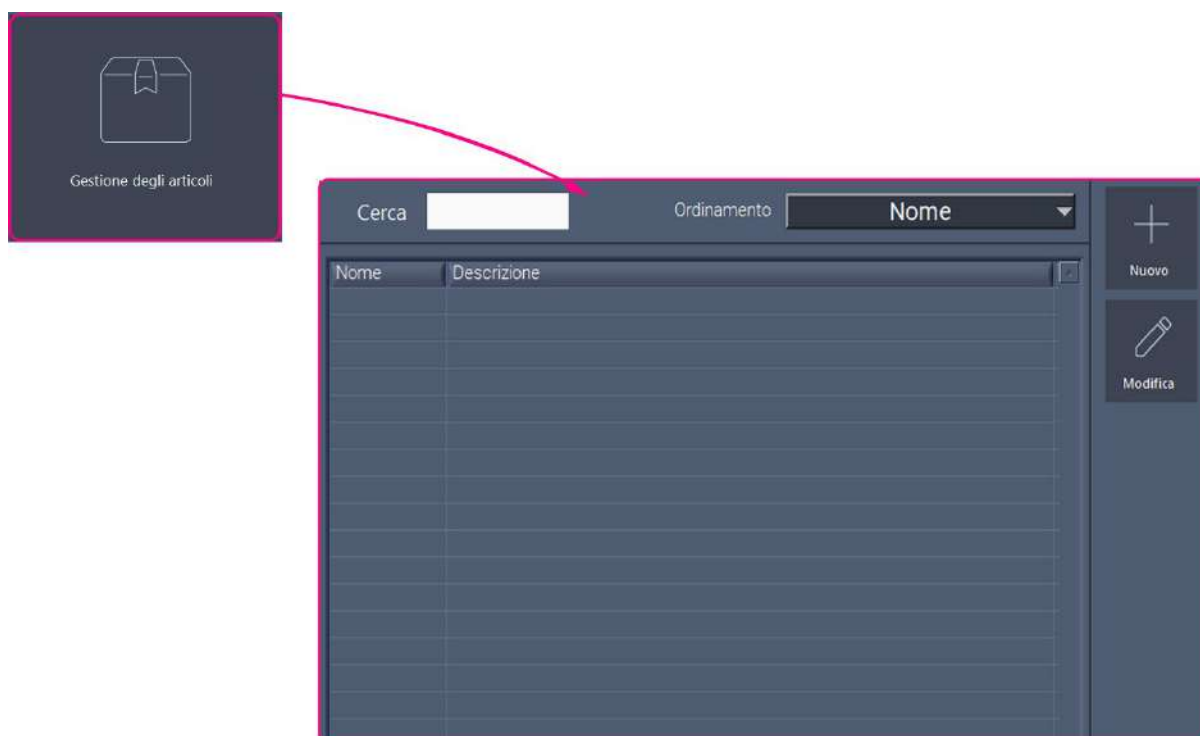 Gestione degli articoli
Cerca
Ordinamento
Nome
Nuovo
Nome
Descrizione
Modifica